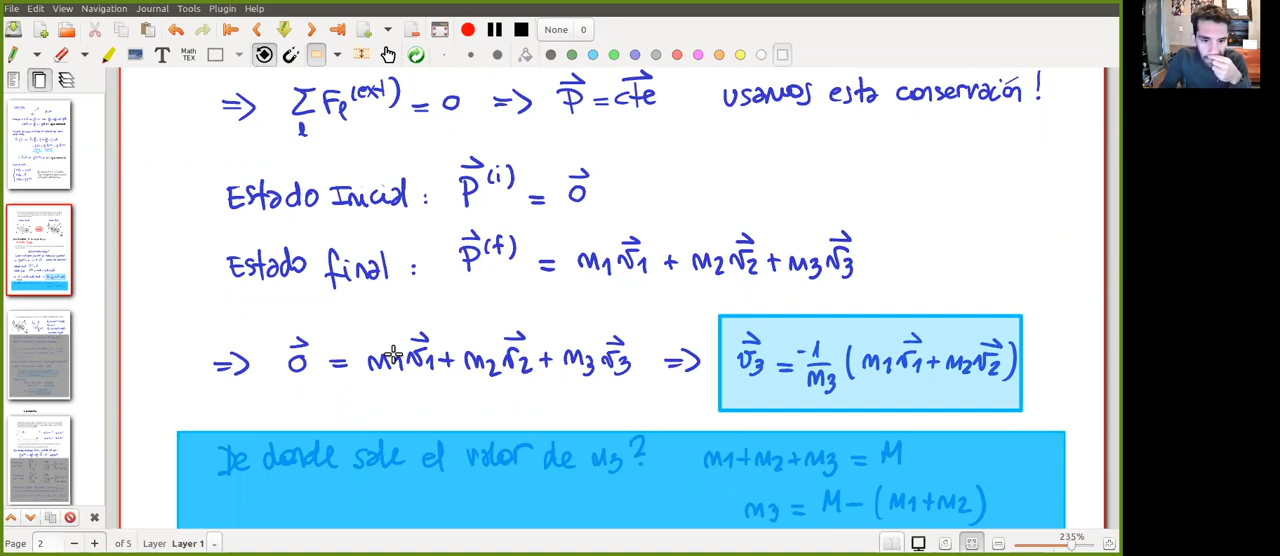 File Edit View Navigation Journal Tools Plugin Help
None 0
Math TEX
⇒ ∑ Fₗ⁽ᵉˣᵗ⁾ = 0 ⇒ P⃗ = cte⃗ usamos esta conservación!
l
Estado Inicial : P⃗⁽ⁱ⁾ = 0⃗
Estado final : P⃗⁽ᶠ⁾ = m1v⃗1 + m2v⃗2 + m3v⃗3
⇒ 0⃗ = m1v⃗1 + m2v⃗2 + m3v⃗3 ⇒ v⃗3 = -1/m3 (m1v⃗1 + m2v⃗2)
De donde sale el valor de m3? m1+m2+m3 = M
m3 = M - (m1+m2)
Page 2 of 5 Layer Layer 1 235%